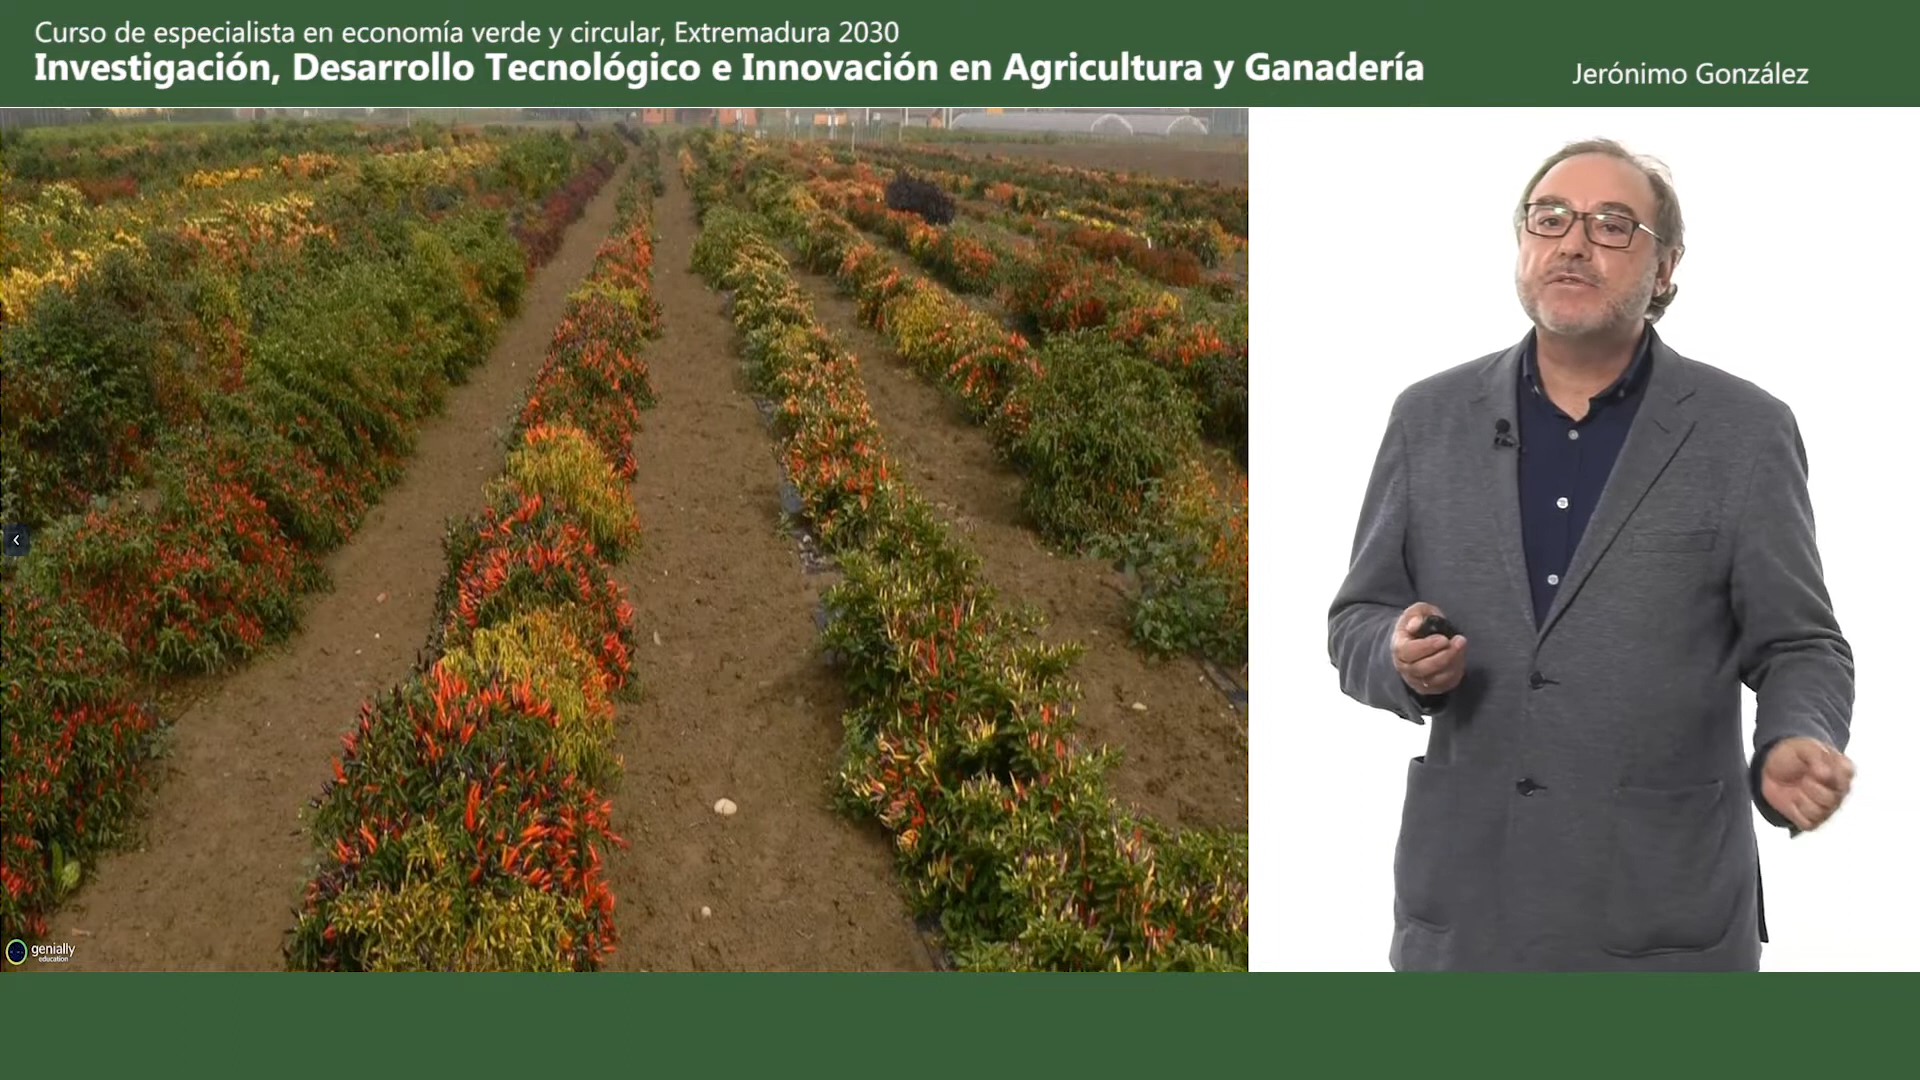 Curso de especialista en economía verde y circular, Extremadura 2030
Investigación, Desarrollo Tecnológico e Innovación en Agricultura y Ganadería
Jerónimo González
genially
education